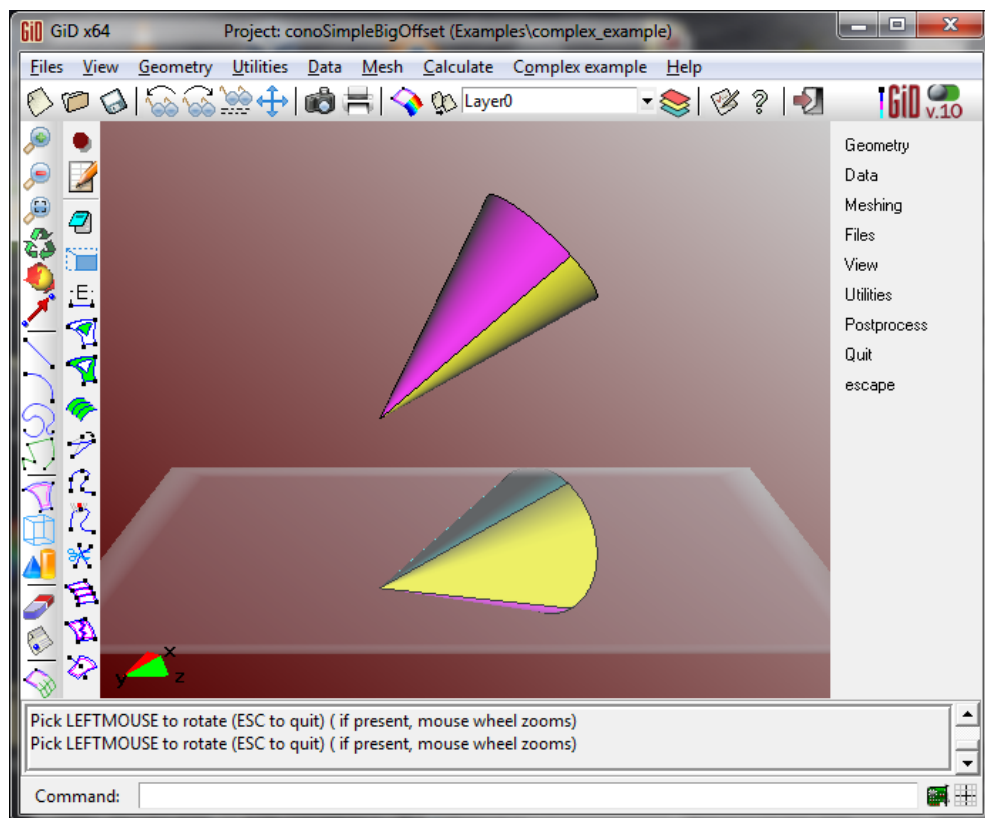 GiD GiD x64 Project: conoSimpleBigOffset (Examples\complex_example)
Files View Geometry Utilities Data Mesh Calculate Complex example Help
Layer0 ? GiD v.10
Geometry
Data
Meshing
Files
View
Utilities
Postprocess
Quit
escape
:E:
x
y z
Pick LEFTMOUSE to rotate (ESC to quit) ( if present, mouse wheel zooms)
Pick LEFTMOUSE to rotate (ESC to quit) ( if present, mouse wheel zooms)
Command: